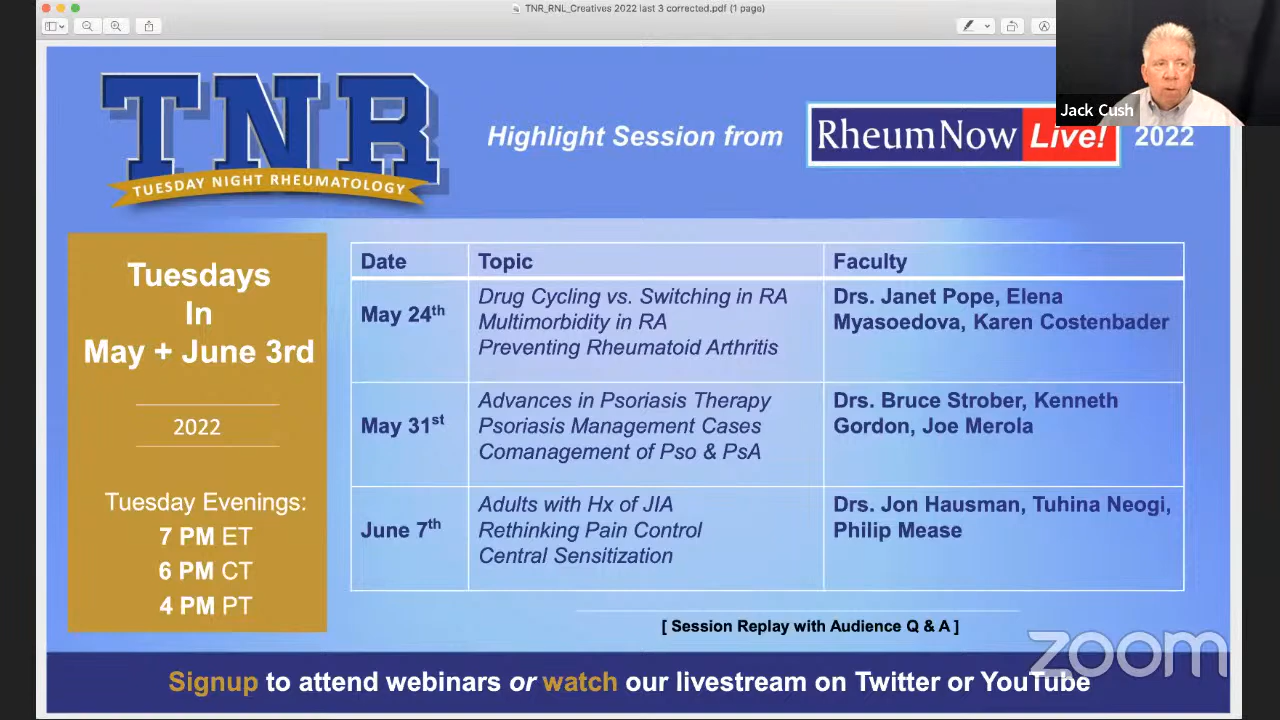 TNR_RNL_Creatives 2022 last 3 corrected.pdf (1 page)
Jack Cush
TNR
TUESDAY NIGHT RHEUMATOLOGY
Highlight Session from
RheumNow Live!
2022
Tuesdays
In
May + June 3rd
2022
Tuesday Evenings:
7 PM ET
6 PM CT
4 PM PT
Date
Topic
Faculty
May 24th
Drug Cycling vs. Switching in RA
Multimorbidity in RA
Preventing Rheumatoid Arthritis
Drs. Janet Pope, Elena
Myasoedova, Karen Costenbader
May 31st
Advances in Psoriasis Therapy
Psoriasis Management Cases
Comanagement of Pso & PsA
Drs. Bruce Strober, Kenneth
Gordon, Joe Merola
June 7th
Adults with Hx of JIA
Rethinking Pain Control
Central Sensitization
Drs. Jon Hausman, Tuhina Neogi,
Philip Mease
[ Session Replay with Audience Q & A ]
zoom
Signup to attend webinars or watch our livestream on Twitter or YouTube